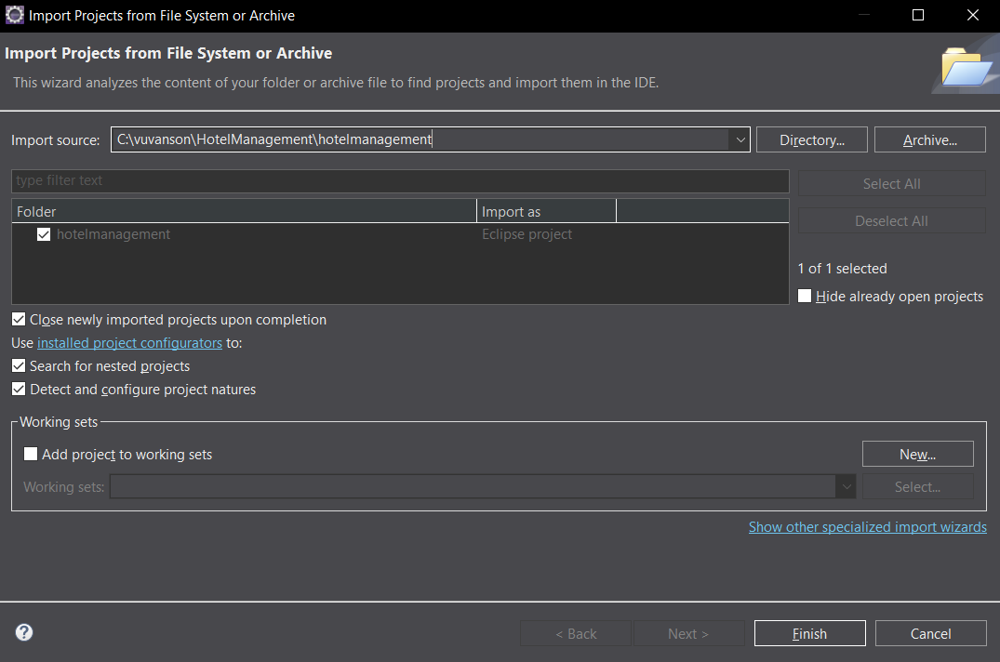 Import Projects from File System or Archive
Import Projects from File System or Archive
This wizard analyzes the content of your folder or archive file to find projects and import them in the IDE.
Import source: C:\vuvanson\HotelManagement\hotelmanagement Directory... Archive...
type filter text Select All
Folder Import as
Deselect All
hotelmanagement Eclipse project
1 of 1 selected
Hide already open projects
Close newly imported projects upon completion
Use installed project configurators to:
Search for nested projects
Detect and configure project natures
Working sets
Add project to working sets New...
Working sets: Select...
Show other specialized import wizards
? < Back Next > Finish Cancel